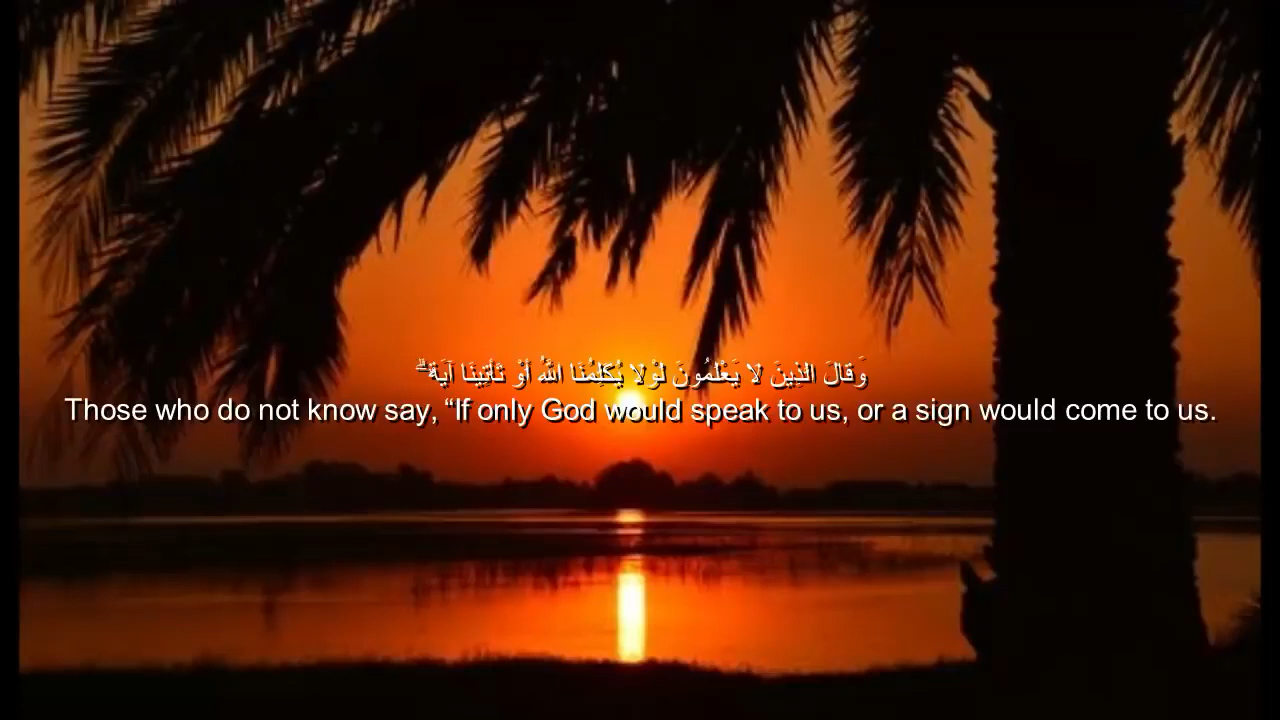 وَقَالَ الَّذِينَ لَا يَعْلَمُونَ لَوْلَا يُكَلِّمُنَا اللَّهُ أَوْ تَأْتِينَا آيَةٌ ۗ
Those who do not know say, “If only God would speak to us, or a sign would come to us.